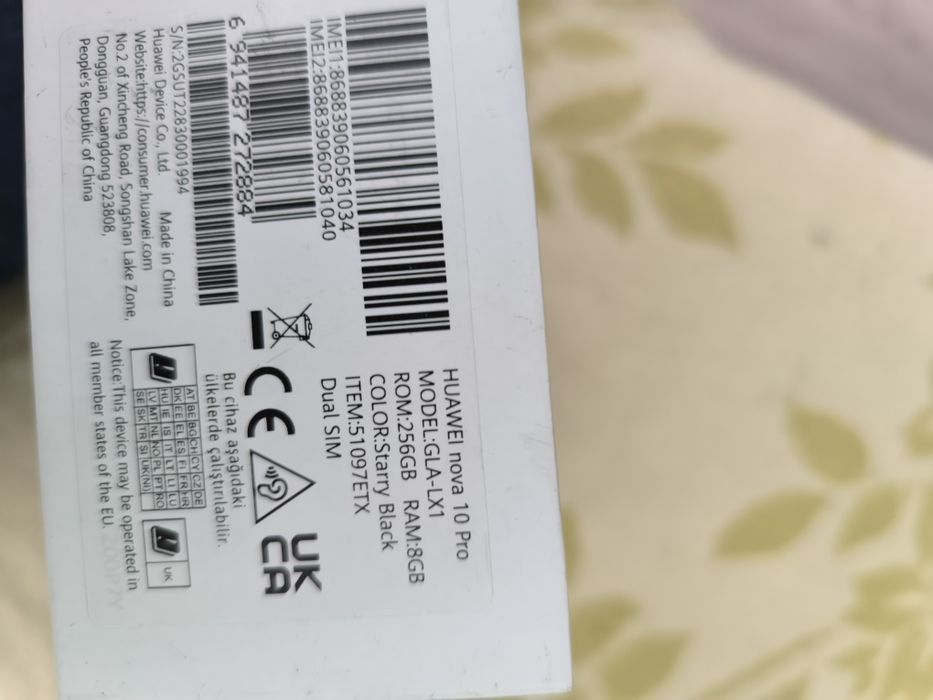 HUAWEI nova 10 Pro
MODEL:GLA-LX1
ROM:256GB RAM:8GB
COLOR:Starry Black
ITEM:51097ETX
Dual SIM
IMEI1:868839060561034
IMEI2:868839060581040
6 941487 272884
S/N:2GSUT22830001994
Huawei Device Co., Ltd. Made in China
Website:https://consumer.huawei.com
No.2 of Xincheng Road, Songshan Lake Zone,
Dongguan, Guangdong 523808,
People's Republic of China
CE
UK
CA
Bu cihaz aşağıdaki
ülkelerde çalıştırılabilir.
AT BE BG CH CY CZ DE
DK EE EL ES FI FR HR
HU IE IS IT LT LI LU
LV MT NL NO PL PT RO
SE SK TR SI UK(NI)
UK
Notice:This device may be operated in
all member states of the EU. 200P7Y